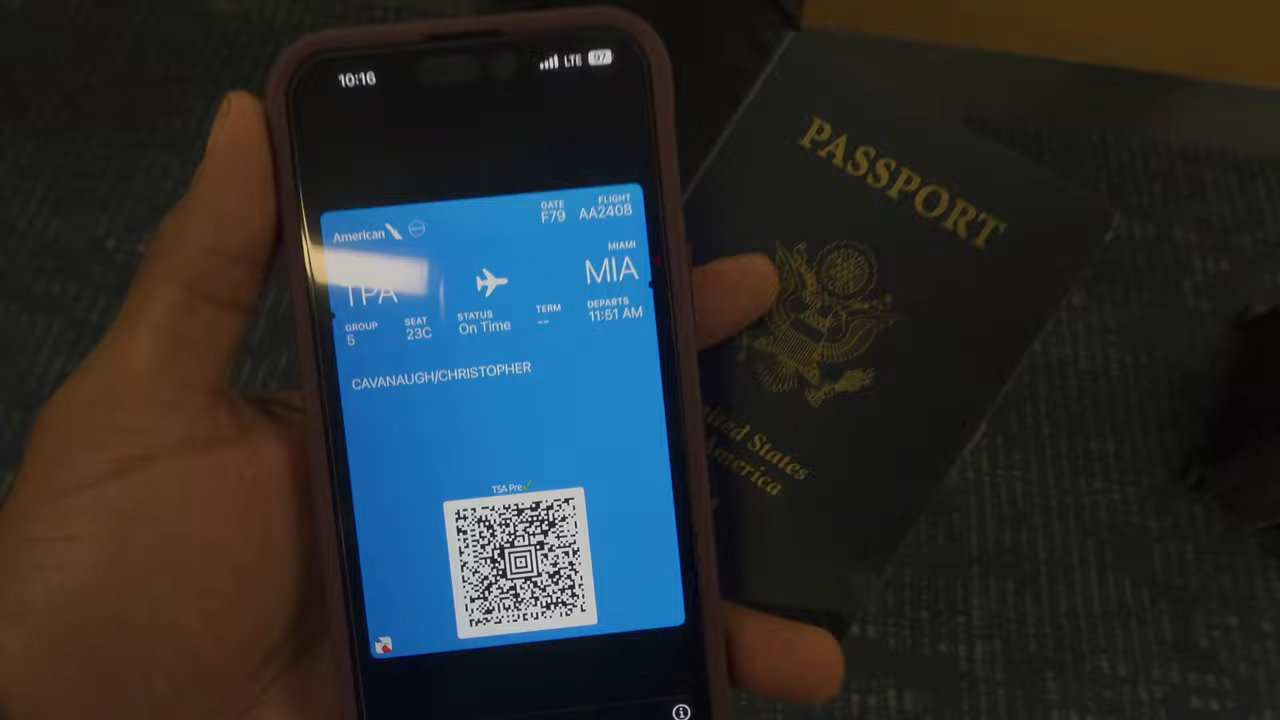 10:16
LTE 97
American
GATE
F79
FLIGHT
AA2408
MIAMI
TPA
MIA
GROUP
5
SEAT
23C
STATUS
On Time
TERM
--
DEPARTS
11:51 AM
CAVANAUGH/CHRISTOPHER
TSA Pre✓
PASSPORT
United States
America